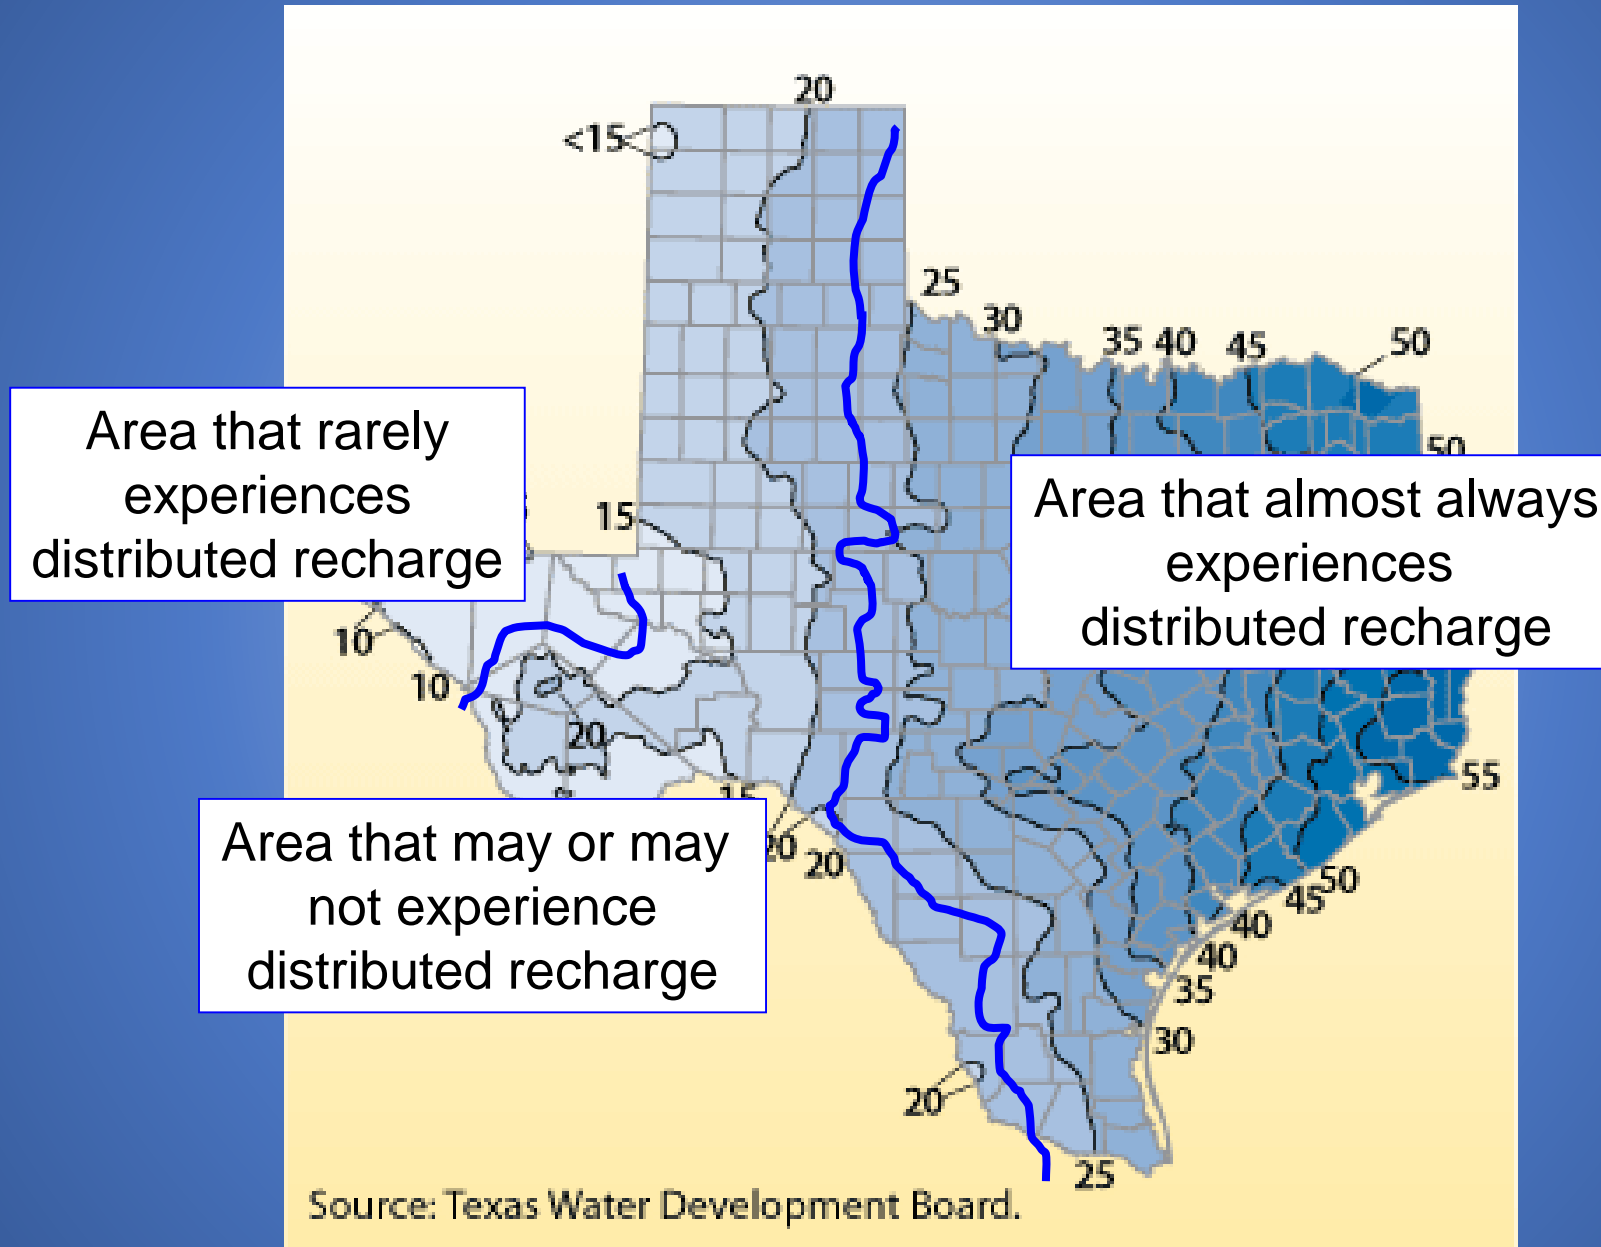 20
<15
25
30
35 40 45
50
Area that rarely
experiences
distributed recharge
50
Area that almost always
experiences
distributed recharge
15
10
10
20
55
Area that may or may
not experience
distributed recharge
20
20
50
45
40
40
35
30
20
25
Source: Texas Water Development Board.